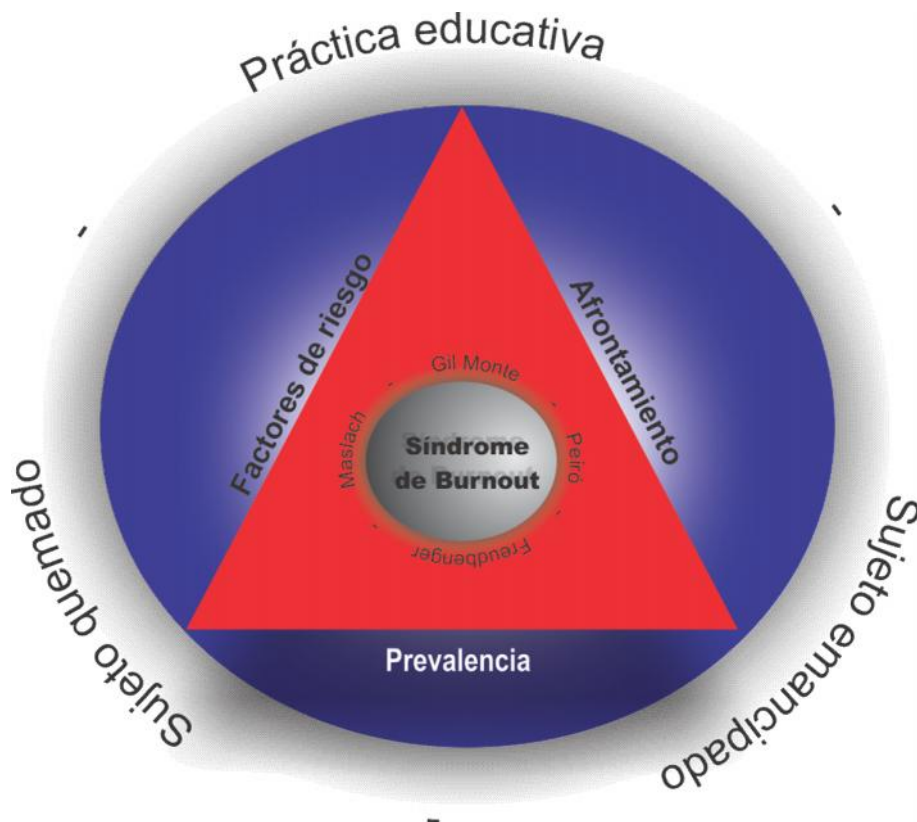 Práctica educativa
Factores de riesgo
Afrontamiento
Gil Monte
Maslach
Peiró
Síndrome
de Burnout
Freudbenger
Prevalencia
Sujeto quemado
Sujeto emancipado